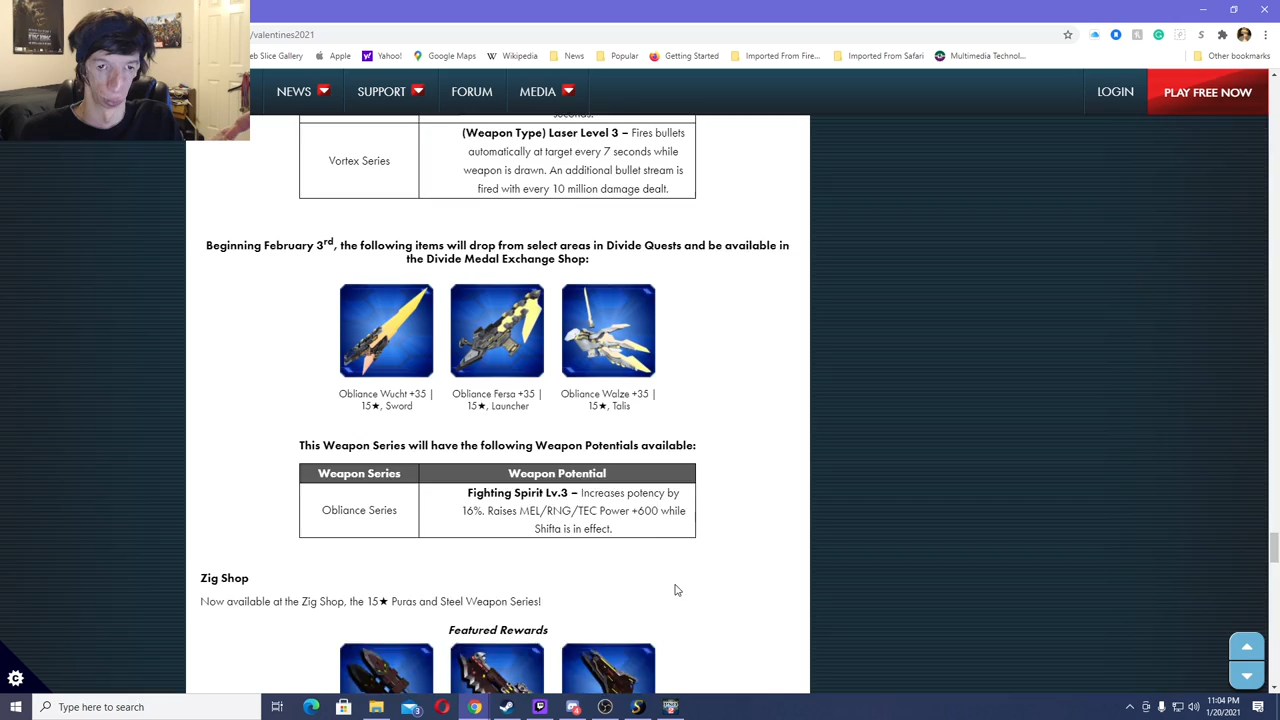 /valentines2021
eb Slice Gallery
Apple
Yahoo!
Google Maps
Wikipedia
News
Popular
Getting Started
Imported From Fire...
Imported From Safari
Multimedia Technol...
Other bookmarks
NEWS
SUPPORT
FORUM
MEDIA
LOGIN
PLAY FREE NOW
seconds.
Vortex Series
(Weapon Type) Laser Level 3 – Fires bullets
automatically at target every 7 seconds while
weapon is drawn. An additional bullet stream is
fired with every 10 million damage dealt.
Beginning February 3rd, the following items will drop from select areas in Divide Quests and be available in
the Divide Medal Exchange Shop:
Obliance Wucht +35 |
15★, Sword
Obliance Fersa +35 |
15★, Launcher
Obliance Walze +35 |
15★, Talis
This Weapon Series will have the following Weapon Potentials available:
Weapon Series
Weapon Potential
Obliance Series
Fighting Spirit Lv.3 – Increases potency by
16%. Raises MEL/RNG/TEC Power +600 while
Shifta is in effect.
Zig Shop
Now available at the Zig Shop, the 15★ Puras and Steel Weapon Series!
Featured Rewards
Type here to search
11:04 PM
1/20/2021